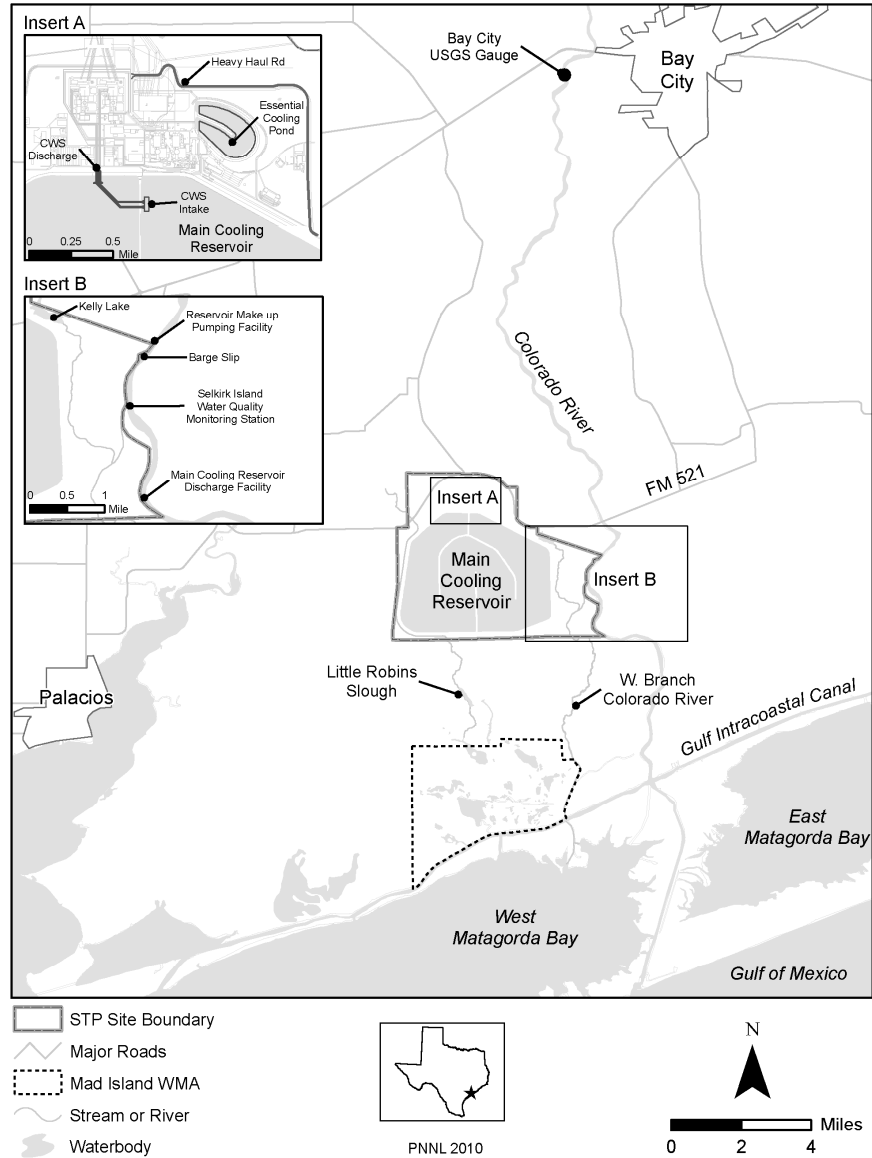 Insert A
Heavy Haul Rd
Essential
Cooling
Pond
CWS
Discharge
CWS
Intake
Main Cooling
Reservoir
0 0.25 0.5
Mile
Insert B
Kelly Lake
Reservoir Make up
Pumping Facility
Barge Slip
Selkirk Island
Water Quality
Monitoring Station
Main Cooling Reservoir
Discharge Facility
0 0.5 1
Mile
Bay City
USGS Gauge
Bay
City
Colorado River
FM 521
Insert A
Main
Cooling
Reservoir
Insert B
Palacios
Little Robins
Slough
W. Branch
Colorado River
Gulf Intracoastal Canal
East
Matagorda Bay
West
Matagorda Bay
Gulf of Mexico
STP Site Boundary
Major Roads
Mad Island WMA
Stream or River
Waterbody
PNNL 2010
N
Miles
0 2 4